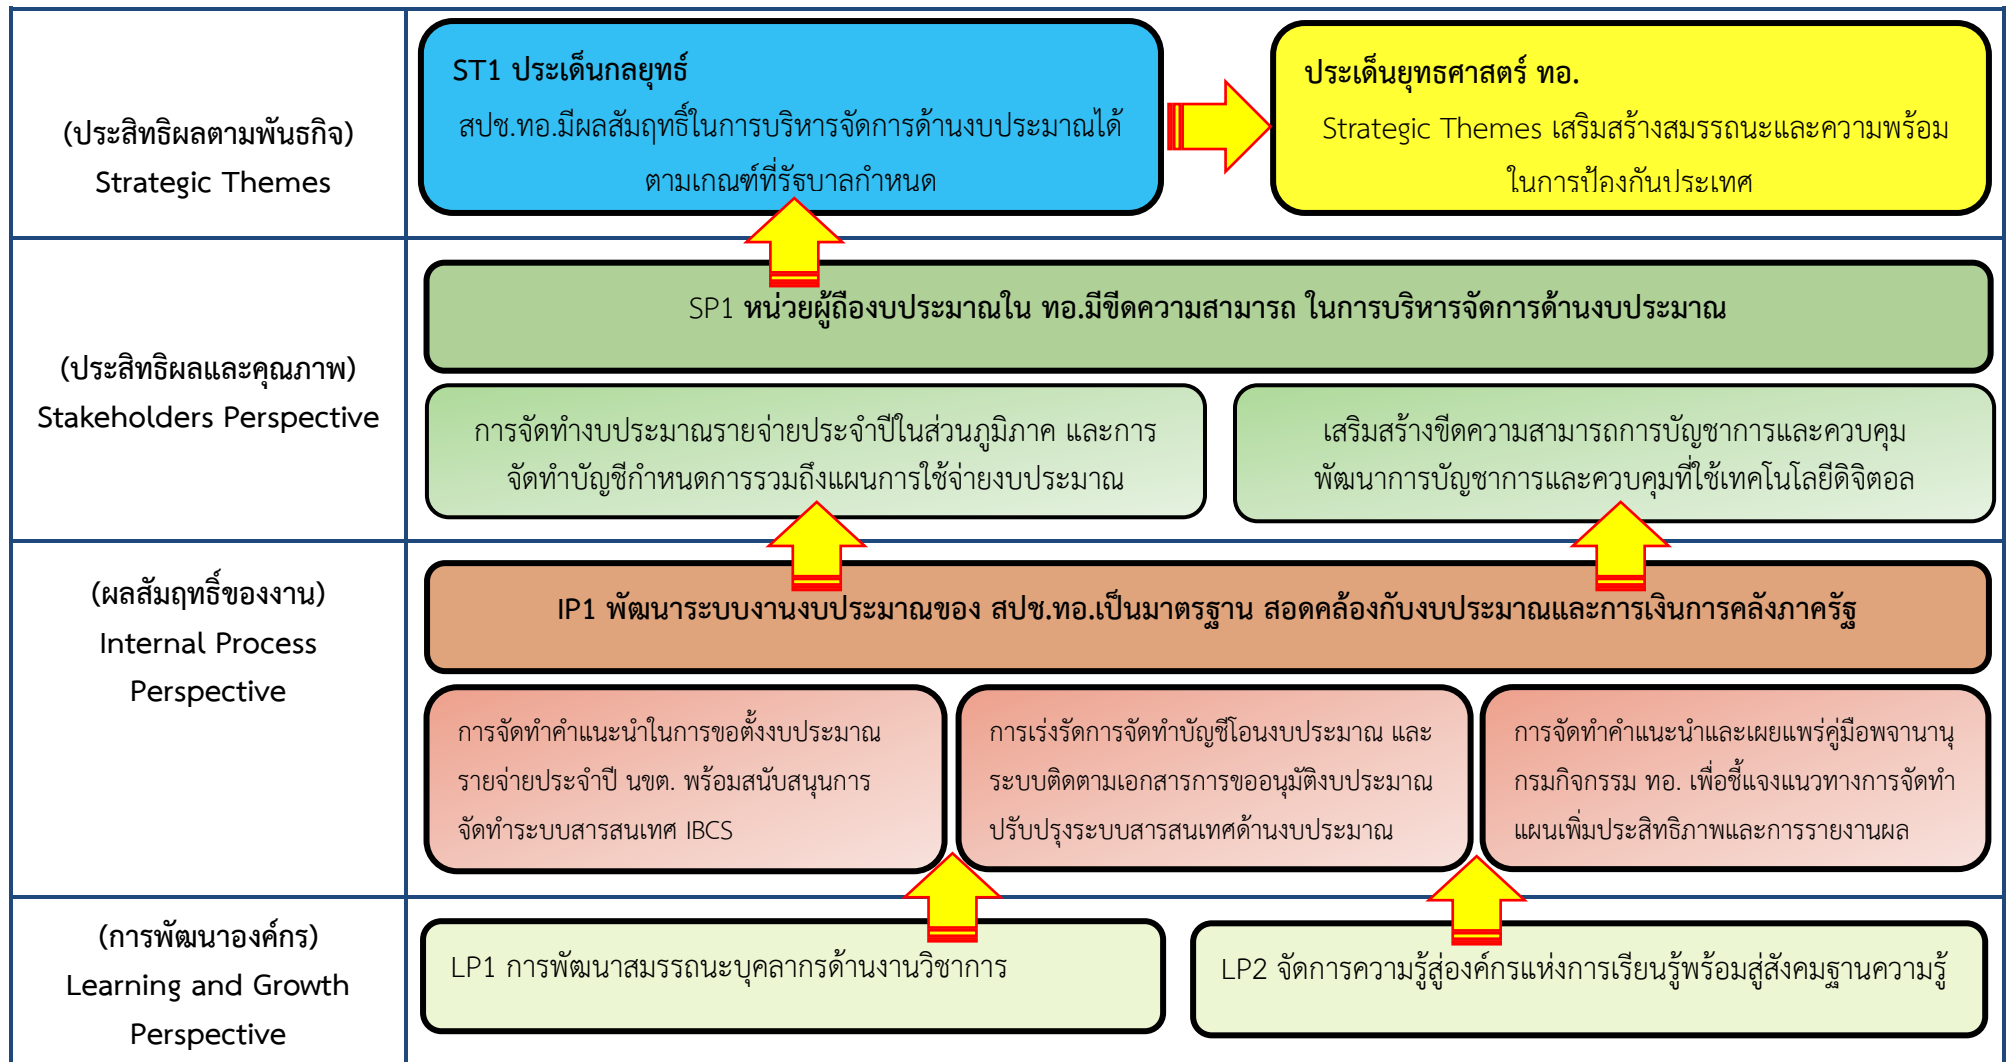 (ประสิทธิผลตามพันธกิจ)
Strategic Themes
ST1 ประเด็นกลยุทธ์
สปช.ทอ.มีผลสัมฤทธิ์ในการบริหารจัดการด้านงบประมาณได้
ตามเกณฑ์ที่รัฐบาลกำหนด
ประเด็นยุทธศาสตร์ ทอ.
Strategic Themes เสริมสร้างสมรรถนะและความพร้อม
ในการป้องกันประเทศ
(ประสิทธิผลและคุณภาพ)
Stakeholders Perspective
SP1 หน่วยผู้ถืองบประมาณใน ทอ.มีขีดความสามารถ ในการบริหารจัดการด้านงบประมาณ
การจัดทำงบประมาณรายจ่ายประจำปีในส่วนภูมิภาค และการ
จัดทำบัญชีกำหนดการรวมถึงแผนการใช้จ่ายงบประมาณ
เสริมสร้างขีดความสามารถการบัญชาการและควบคุม
พัฒนาการบัญชาการและควบคุมที่ใช้เทคโนโลยีดิจิตอล
(ผลสัมฤทธิ์ของงาน)
Internal Process
Perspective
IP1 พัฒนาระบบงานงบประมาณของ สปช.ทอ.เป็นมาตรฐาน สอดคล้องกับงบประมาณและการเงินการคลังภาครัฐ
การจัดทำคำแนะนำในการขอตั้งงบประมาณ
รายจ่ายประจำปี นขต. พร้อมสนับสนุนการ
จัดทำระบบสารสนเทศ IBCS
การเร่งรัดการจัดทำบัญชีโอนงบประมาณ และ
ระบบติดตามเอกสารการขออนุมัติงบประมาณ
ปรับปรุงระบบสารสนเทศด้านงบประมาณ
การจัดทำคำแนะนำและเผยแพร่คู่มือพจานานุ
กรมกิจกรรม ทอ. เพื่อชี้แจงแนวทางการจัดทำ
แผนเพิ่มประสิทธิภาพและการรายงานผล
(การพัฒนาองค์กร)
Learning and Growth
Perspective
LP1 การพัฒนาสมรรถนะบุคลากรด้านงานวิชาการ
LP2 จัดการความรู้สู่องค์กรแห่งการเรียนรู้พร้อมสู่สังคมฐานความรู้